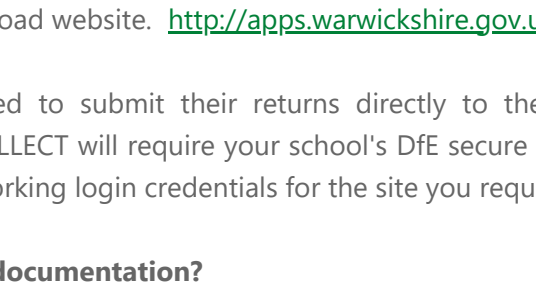 oad website. http://apps.warwickshire.gov.u
ed to submit their returns directly to the
LLECT will require your school's DfE secure
orking login credentials for the site you requ
documentation?